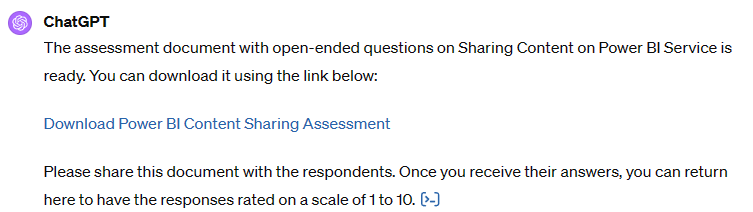 ChatGPT
The assessment document with open-ended questions on Sharing Content on Power BI Service is
ready. You can download it using the link below:
Download Power BI Content Sharing Assessment
Please share this document with the respondents. Once you receive their answers, you can return
here to have the responses rated on a scale of 1 to 10. [>-]